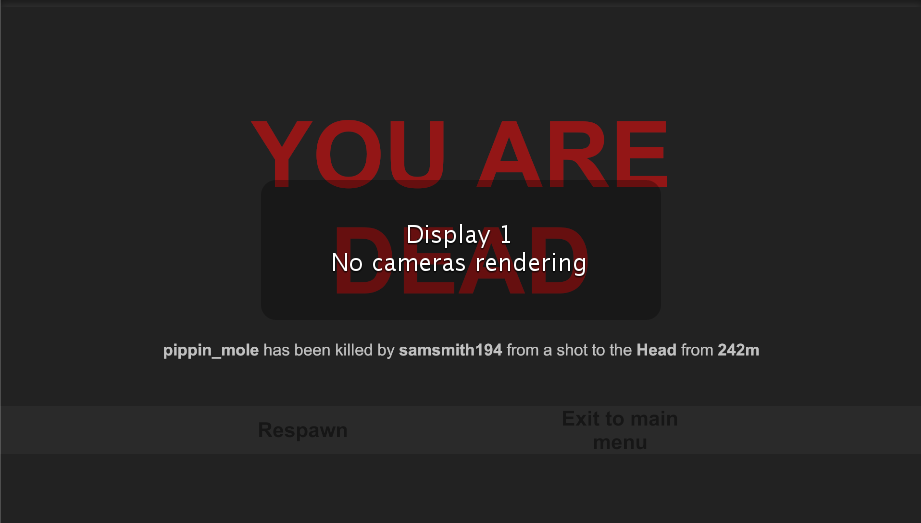 YOU ARE
DEAD
Display 1
No cameras rendering
pippin_mole has been killed by samsmith194 from a shot to the Head from 242m
Respawn
Exit to main
menu